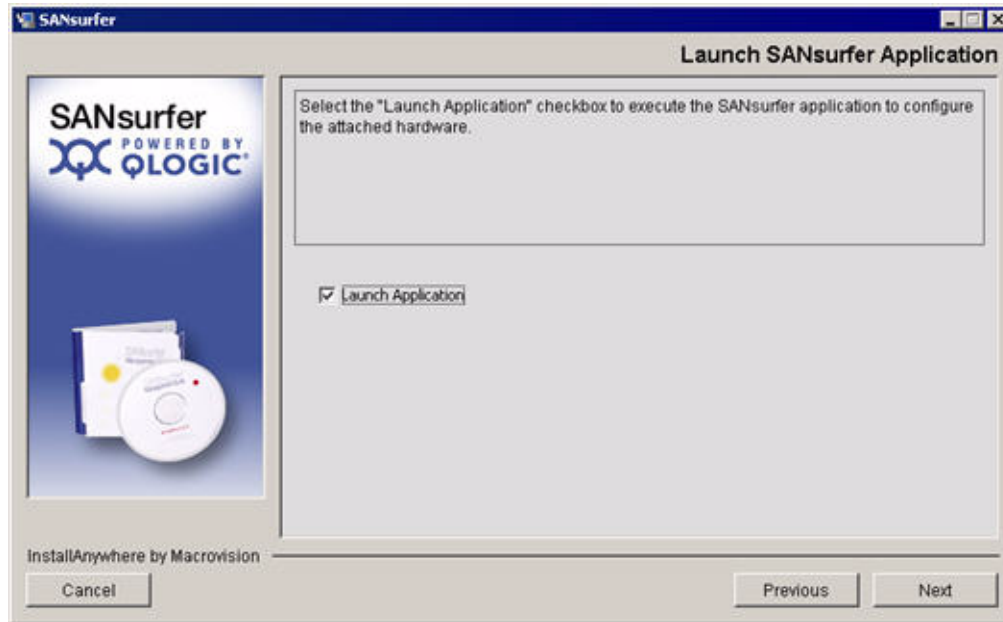 SANsurfer
Launch SANsurfer Application
SANsurfer
POWERED BY
QLOGIC
Select the "Launch Application" checkbox to execute the SANsurfer application to configure
the attached hardware.
Launch Application
InstallAnywhere by Macrovision
Cancel
Previous
Next